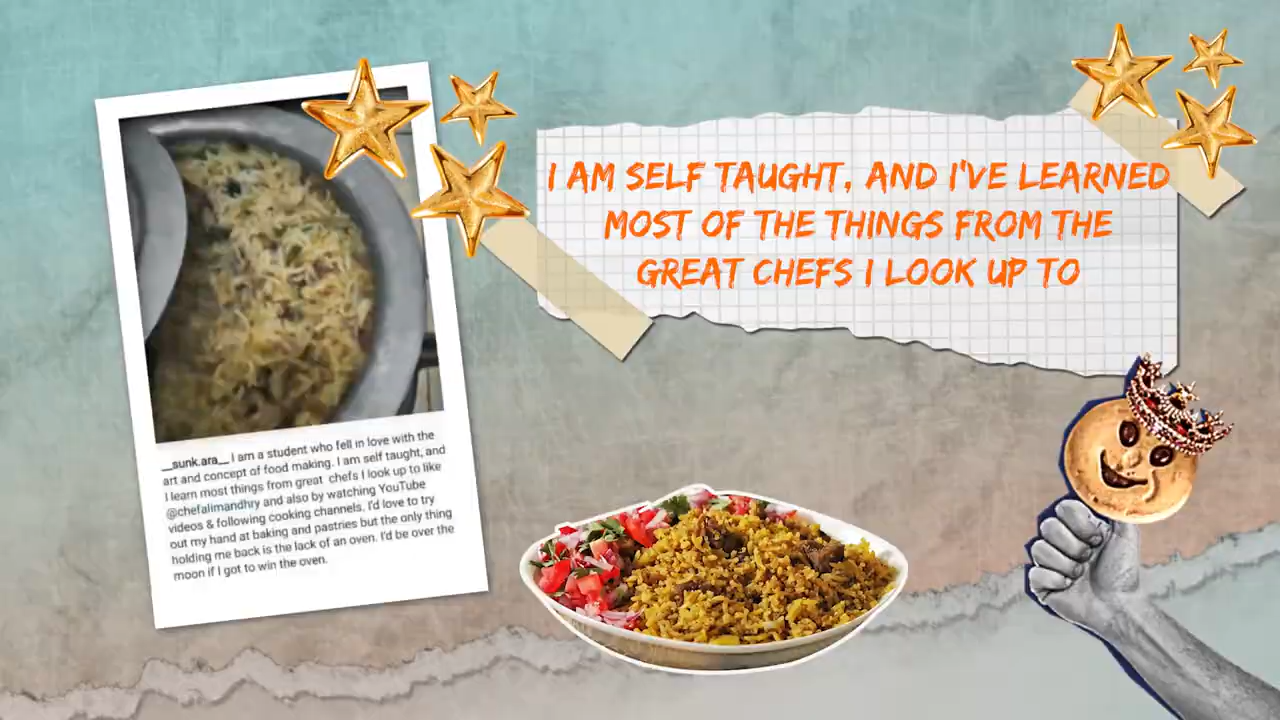 I AM SELF TAUGHT, AND I'VE LEARNED
MOST OF THE THINGS FROM THE
GREAT CHEFS I LOOK UP TO
__sunk.ara__ I am a student who fell in love with the
art and concept of food making. I am self taught, and
I learn most things from great chefs I look up to like
@chefalimandhry and also by watching YouTube
videos & following cooking channels. I'd love to try
out my hand at baking and pastries but the only thing
holding me back is the lack of an oven. I'd be over the
moon if I got to win the oven.